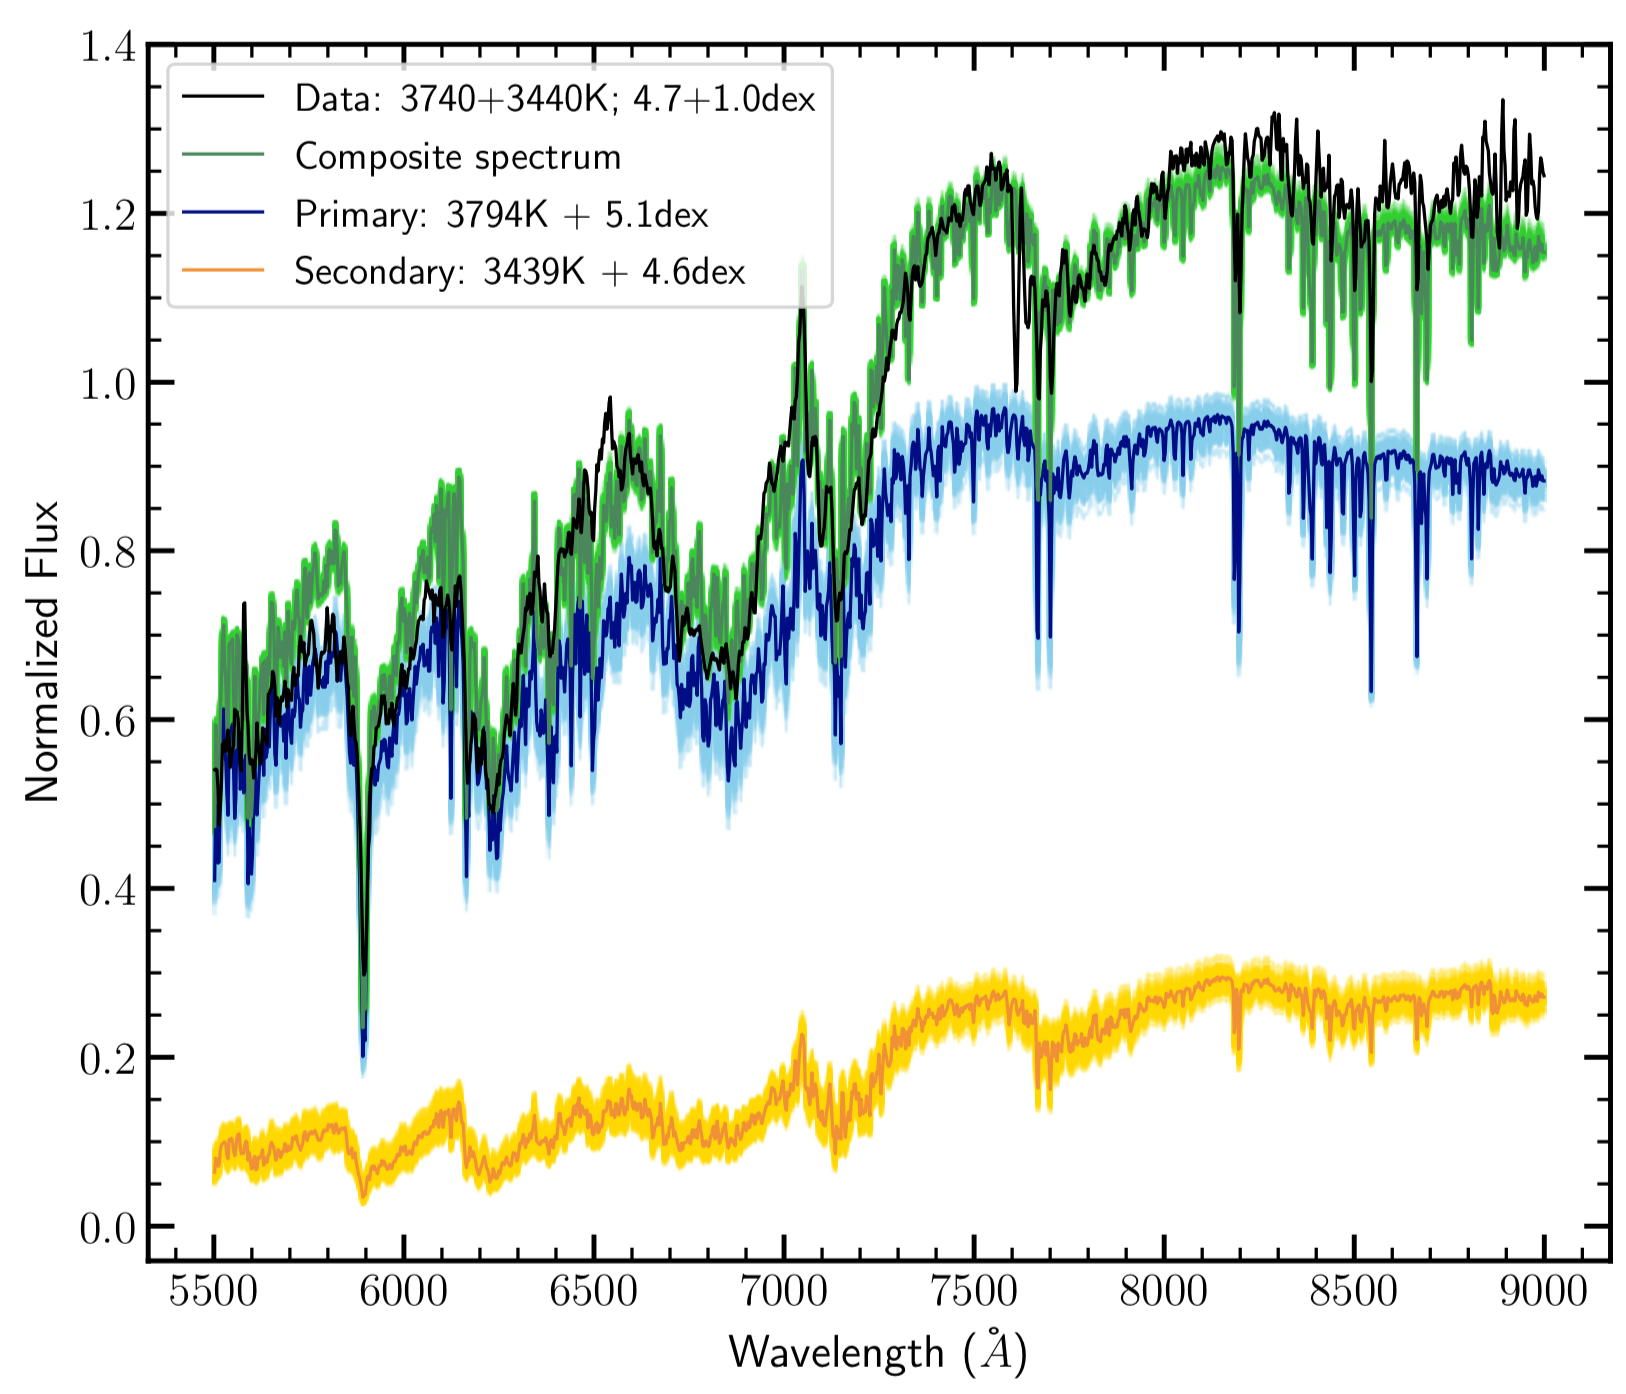 1.4
1.2
1.0
0.8
0.6
0.4
0.2
0.0
Normalized Flux
Data: 3740+3440K; 4.7+1.0dex
Composite spectrum
Primary: 3794K + 5.1dex
Secondary: 3439K + 4.6dex
5500 6000 6500 7000 7500 8000 8500 9000
Wavelength (Å)